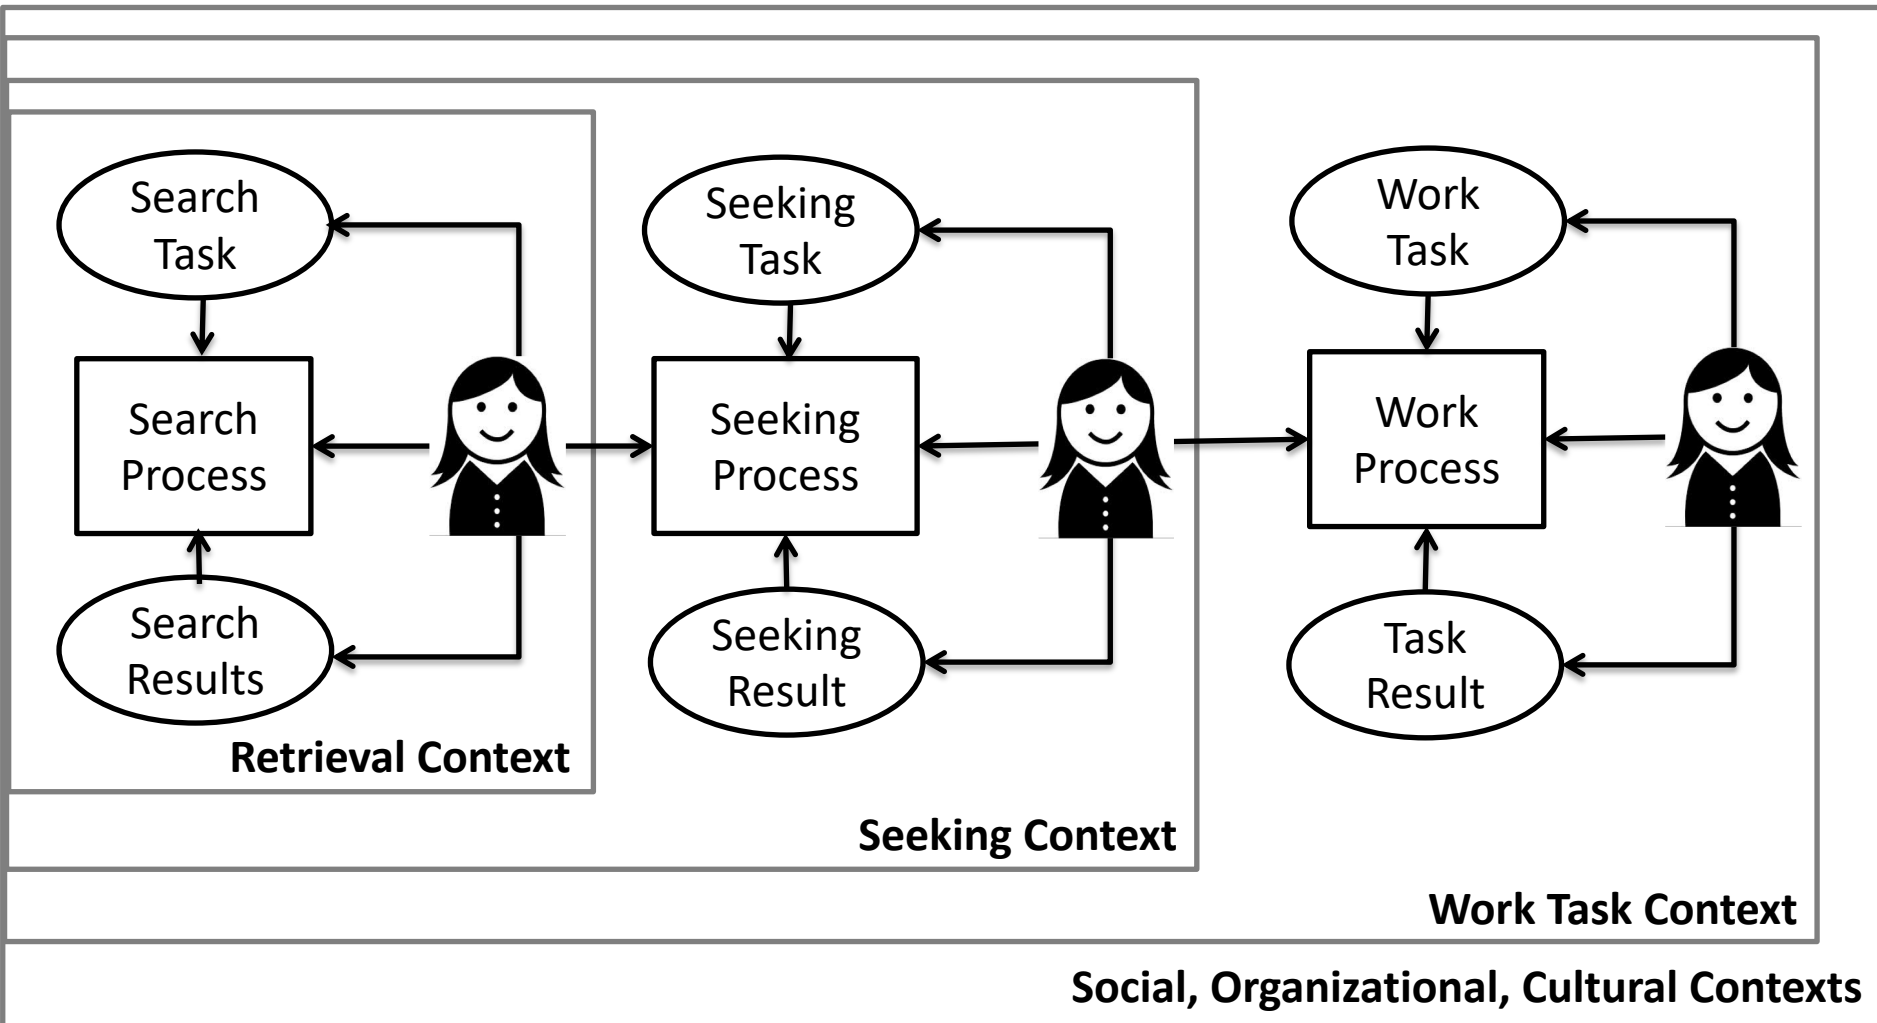 Search
Task
Search
Process
Search
Results
Retrieval Context
Seeking
Task
Seeking
Process
Seeking
Result
Seeking Context
Work
Task
Work
Process
Task
Result
Work Task Context
Social, Organizational, Cultural Contexts